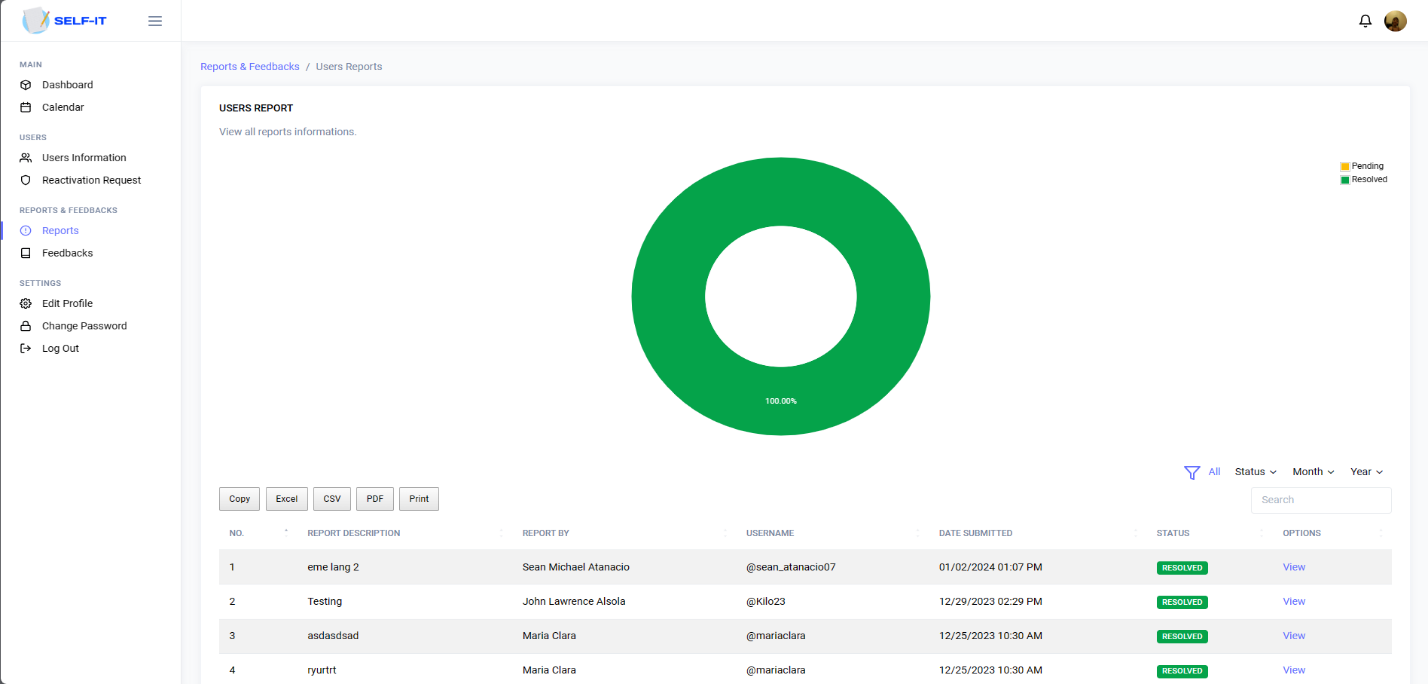 SELF-IT
MAIN
Dashboard
Calendar
USERS
Users Information
Reactivation Request
REPORTS & FEEDBACKS
Reports
Feedbacks
SETTINGS
Edit Profile
Change Password
Log Out
Reports & Feedbacks / Users Reports
USERS REPORT
View all reports informations.
Pending
Resolved
100.00%
All Status Month Year
Copy Excel CSV PDF Print
Search
NO. REPORT DESCRIPTION REPORT BY USERNAME DATE SUBMITTED STATUS OPTIONS
1 eme lang 2 Sean Michael Atanacio @sean_atanacio07 01/02/2024 01:07 PM RESOLVED View
2 Testing John Lawrence Alsola @Kilo23 12/29/2023 02:29 PM RESOLVED View
3 asdasdsad Maria Clara @mariaclara 12/25/2023 10:30 AM RESOLVED View
4 ryurtrt Maria Clara @mariaclara 12/25/2023 10:30 AM RESOLVED View